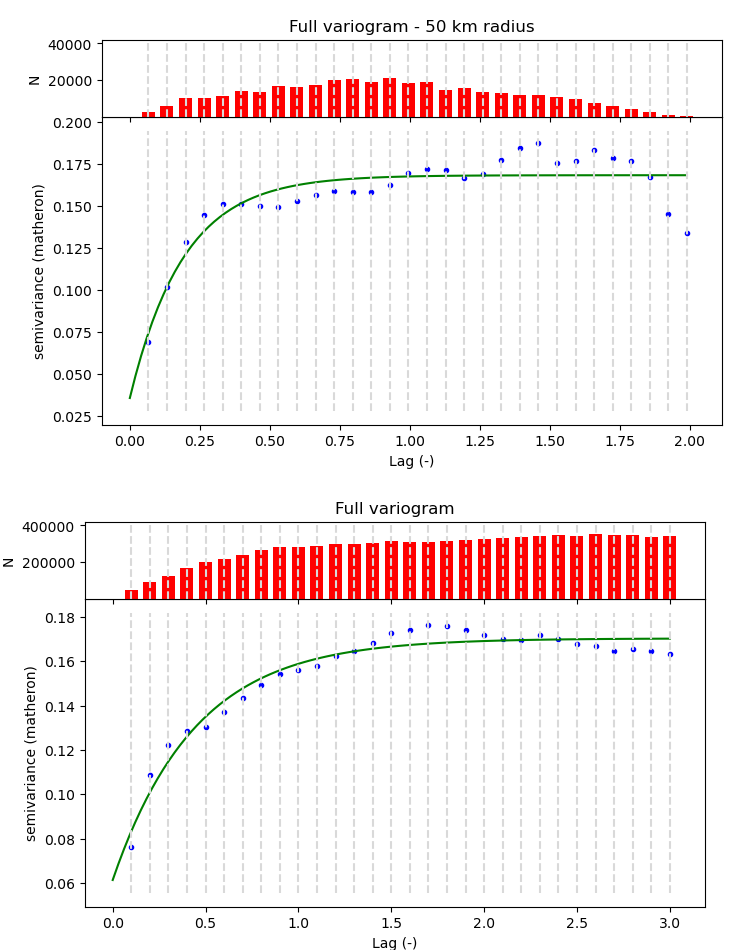 Full variogram - 50 km radius
40000
20000
N
0.200
0.175
0.150
0.125
0.100
0.075
0.050
0.025
semivariance (matheron)
0.00 0.25 0.50 0.75 1.00 1.25 1.50 1.75 2.00
Lag (-)
Full variogram
400000
200000
N
0.18
0.16
0.14
0.12
0.10
0.08
0.06
semivariance (matheron)
0.0 0.5 1.0 1.5 2.0 2.5 3.0
Lag (-)